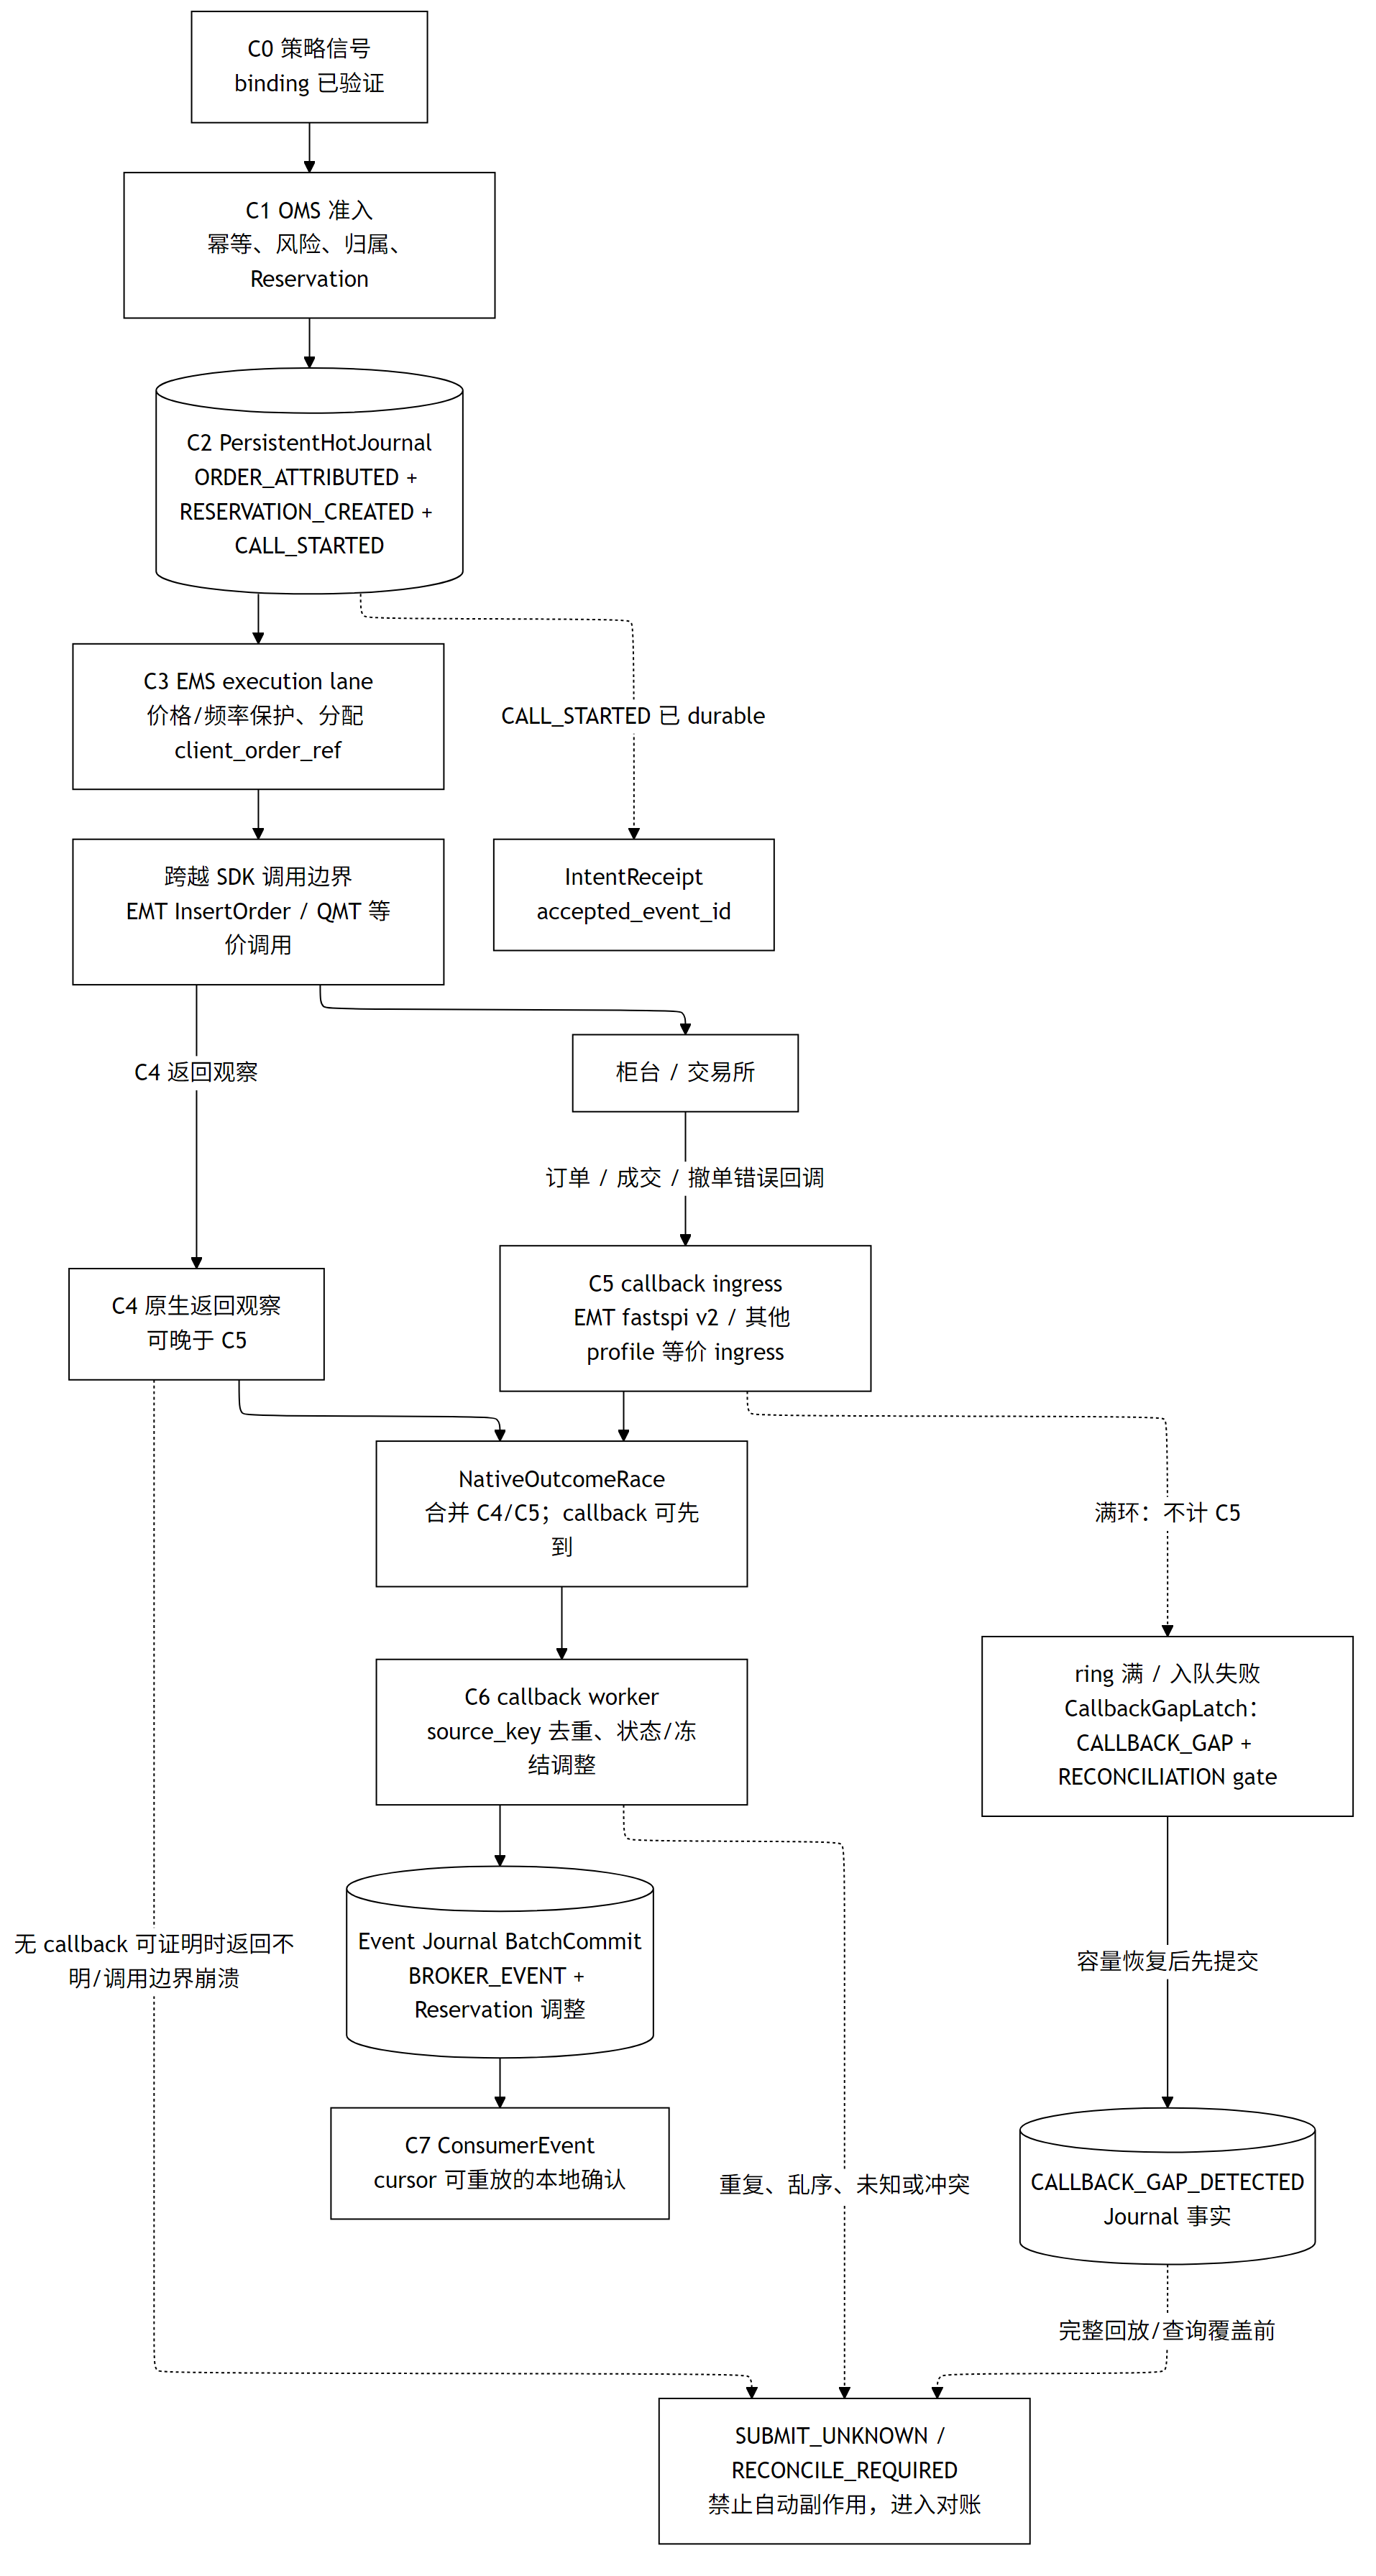 C0 策略信号
binding 已验证
C1 OMS 准入
幂等、风险、归属、
Reservation
C2 PersistentHotJournal
ORDER_ATTRIBUTED +
RESERVATION_CREATED +
CALL_STARTED
C3 EMS execution lane
价格/频率保护、分配
client_order_ref
CALL_STARTED 已 durable
跨越 SDK 调用边界
EMT InsertOrder / QMT 等
价调用
IntentReceipt
accepted_event_id
C4 返回观察
柜台 / 交易所
订单 / 成交 / 撤单错误回调
C4 原生返回观察
可晚于 C5
C5 callback ingress
EMT fastspi v2 / 其他
profile 等价 ingress
NativeOutcomeRace
合并 C4/C5；callback 可先
到
满环：不计 C5
C6 callback worker
source_key 去重、状态/冻
结调整
ring 满 / 入队失败
CallbackGapLatch：
CALLBACK_GAP +
RECONCILIATION gate
无 callback 可证明时返回不
明/调用边界崩溃
Event Journal BatchCommit
BROKER_EVENT +
Reservation 调整
容量恢复后先提交
C7 ConsumerEvent
cursor 可重放的本地确认
重复、乱序、未知或冲突
CALLBACK_GAP_DETECTED
Journal 事实
完整回放/查询覆盖前
SUBMIT_UNKNOWN /
RECONCILE_REQUIRED
禁止自动副作用，进入对账